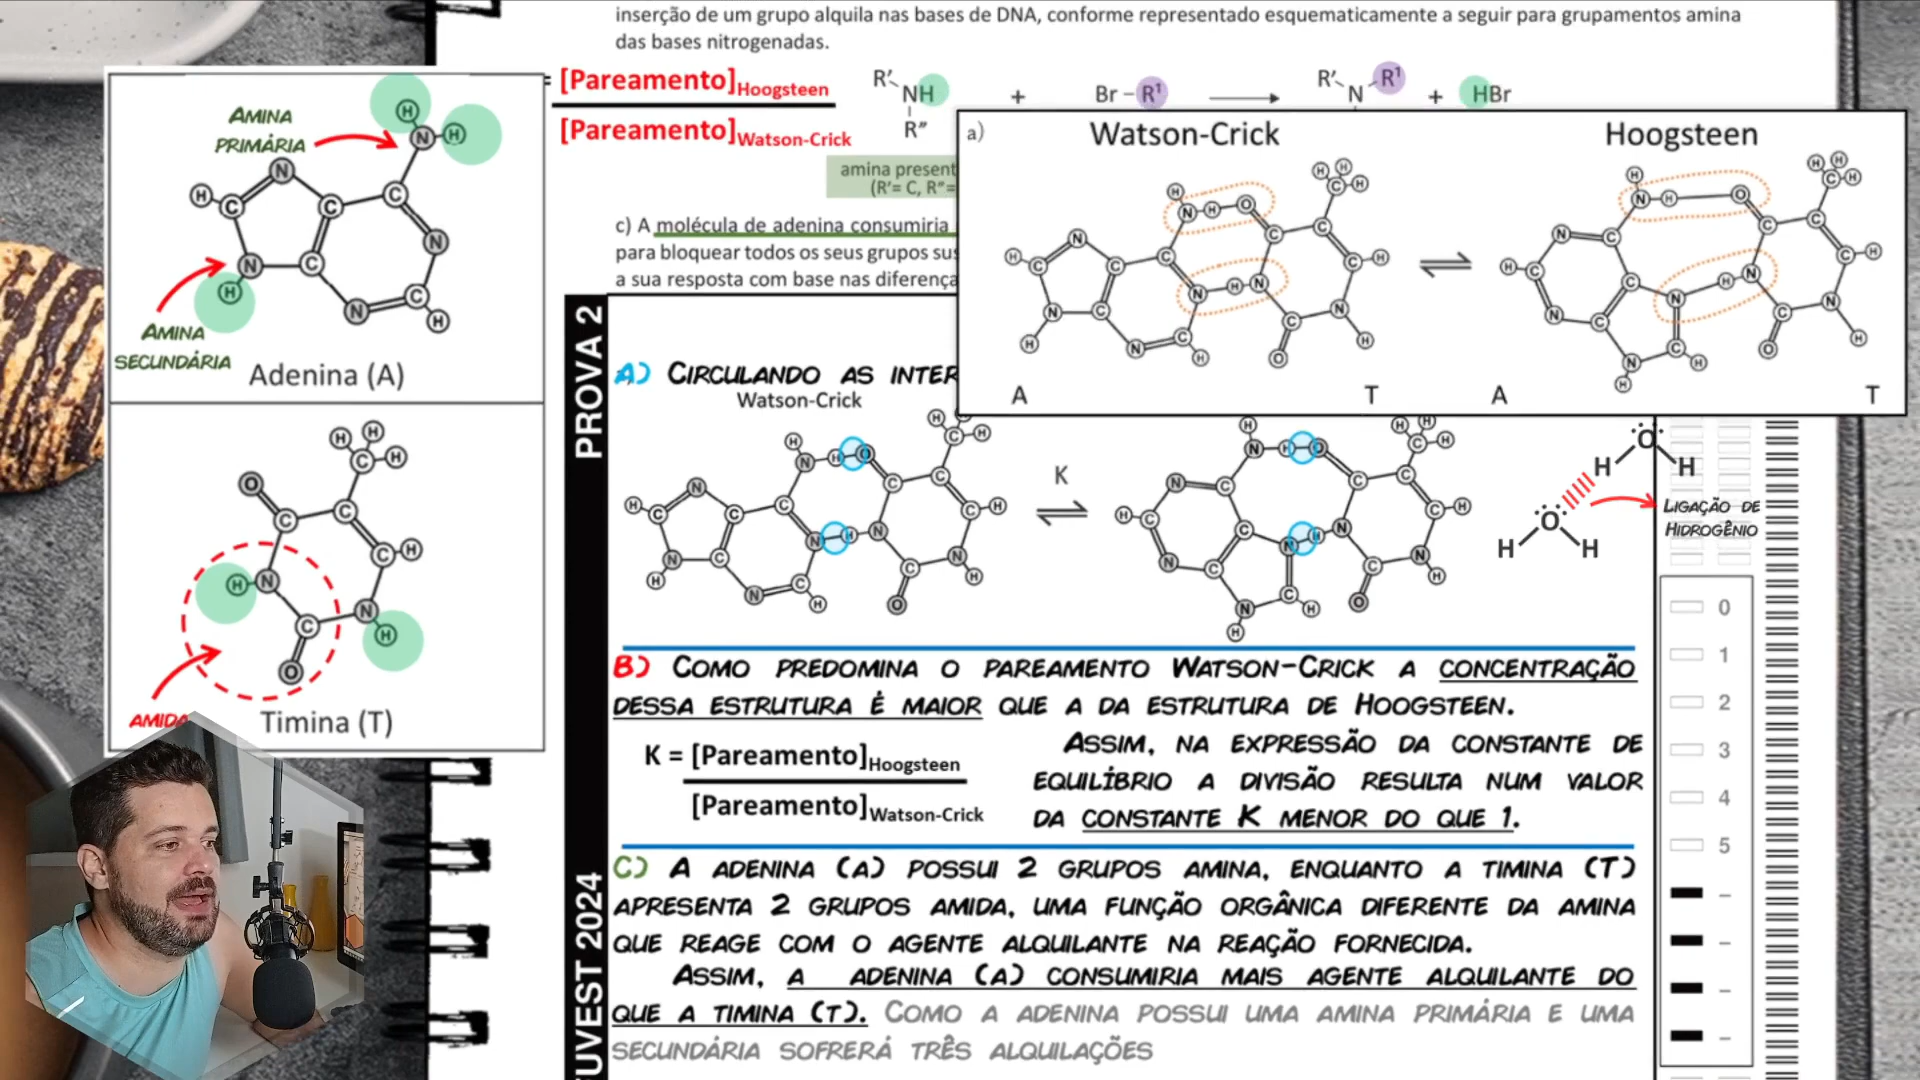 inserção de um grupo alquila nas bases de DNA, conforme representado esquematicamente a seguir para grupamentos amina
das bases nitrogenadas.
= [Pareamento]Hoogsteen
[Pareamento]Watson-Crick
R' NH R" + Br – R¹ → R' N R¹ + HBr
amina present
(R'= C, R"=
c) A molécula de adenina consumiria
para bloquear todos os seus grupos sus
a sua resposta com base nas diferença
AMINA
PRIMÁRIA
AMINA
SECUNDÁRIA
Adenina (A)
AMIDA
Timina (T)
a)
Watson-Crick
Hoogsteen
A T A T
PROVA 2
FUVEST 2024
A) CIRCULANDO AS INTER
Watson-Crick
K
LIGAÇÃO DE
HIDROGÊNIO
B) COMO PREDOMINA O PAREAMENTO WATSON-CRICK A CONCENTRAÇÃO
DESSA ESTRUTURA É MAIOR QUE A DA ESTRUTURA DE HOOGSTEEN.
K = [Pareamento]Hoogsteen
[Pareamento]Watson-Crick
ASSIM, NA EXPRESSÃO DA CONSTANTE DE
EQUILÍBRIO A DIVISÃO RESULTA NUM VALOR
DA CONSTANTE K MENOR DO QUE 1.
C) A ADENINA (A) POSSUI 2 GRUPOS AMINA, ENQUANTO A TIMINA (T)
APRESENTA 2 GRUPOS AMIDA, UMA FUNÇÃO ORGÂNICA DIFERENTE DA AMINA
QUE REAGE COM O AGENTE ALQUILANTE NA REAÇÃO FORNECIDA.
ASSIM, A ADENINA (A) CONSUMIRIA MAIS AGENTE ALQUILANTE DO
QUE A TIMINA (T). COMO A ADENINA POSSUI UMA AMINA PRIMÁRIA E UMA
SECUNDÁRIA SOFRERÁ TRÊS ALQUILAÇÕES
0
1
2
3
4
5